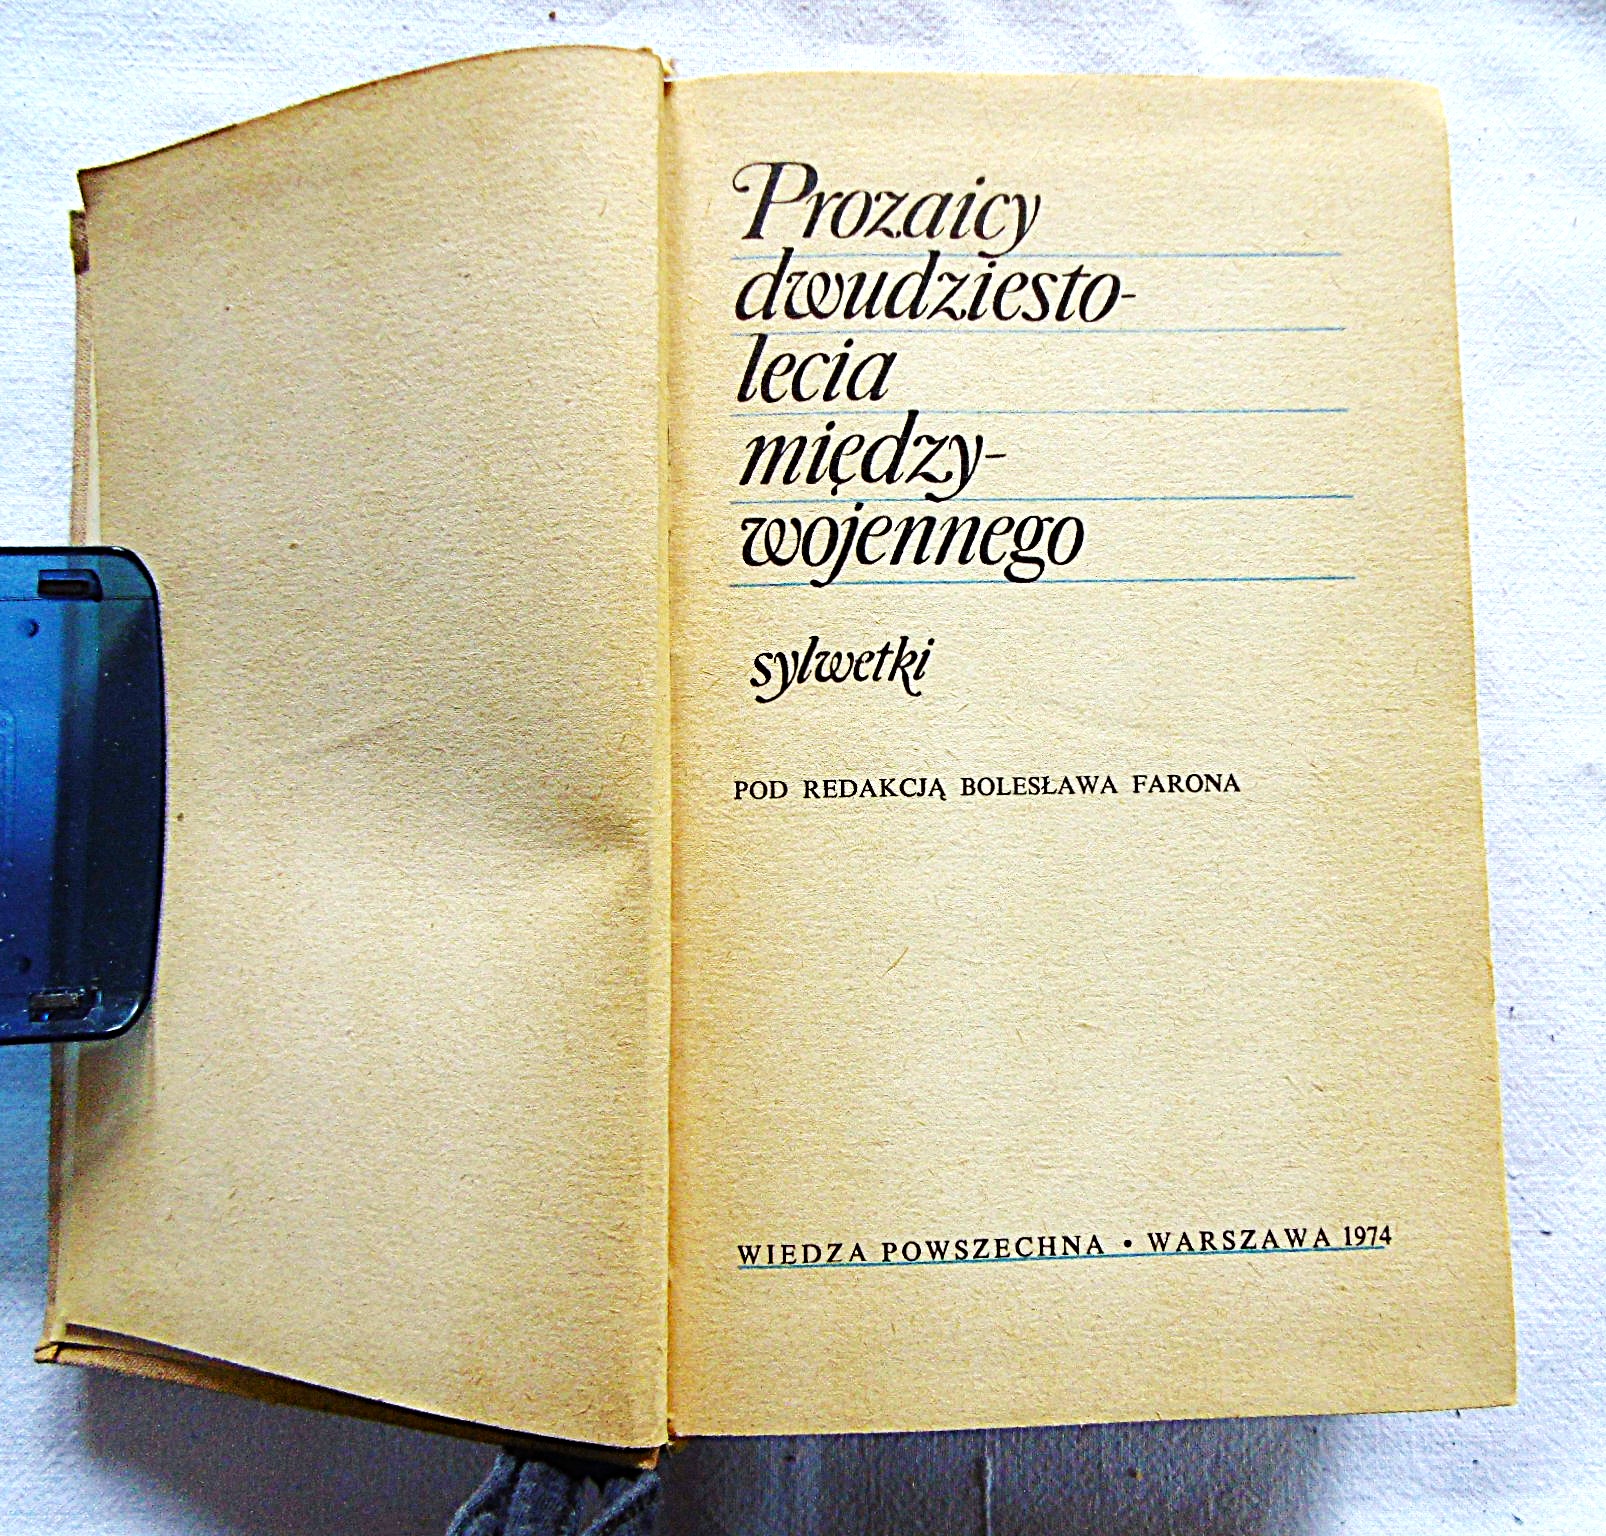 Prozaicy
dwudziesto-
lecia
między-
wojennego
sylwetki
POD REDAKCJĄ BOLESŁAWA FARONA
WIEDZA POWSZECHNA • WARSZAWA 1974